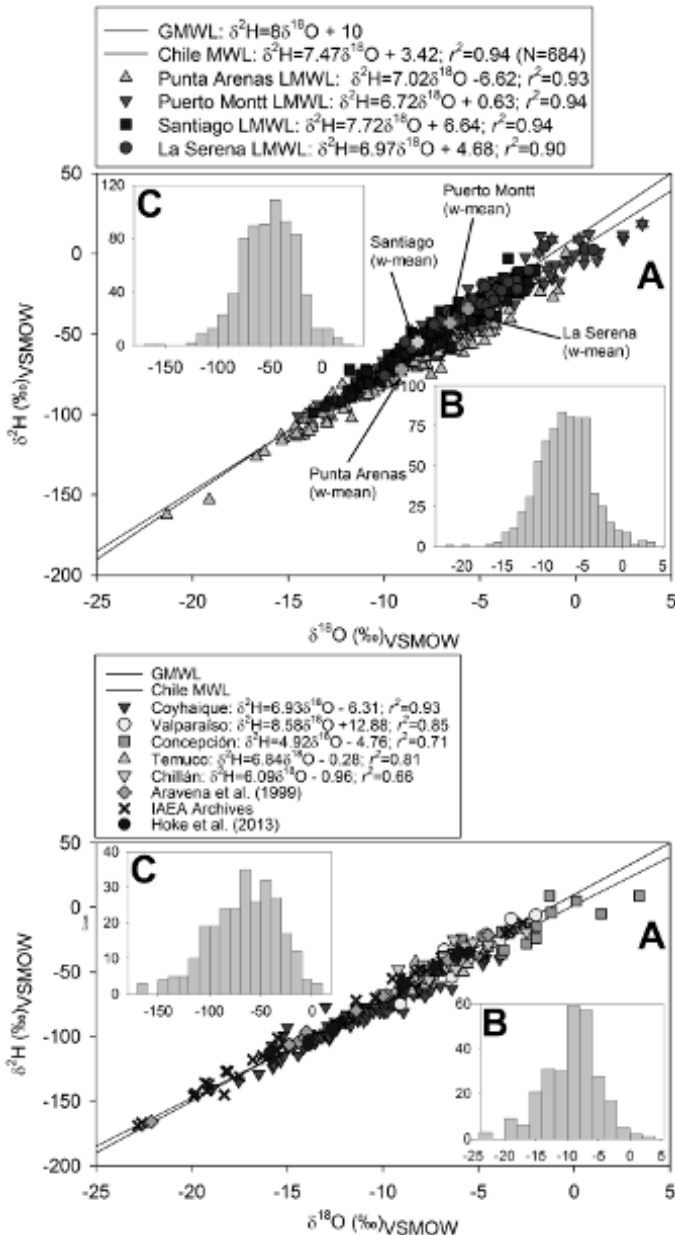 GMWL: δ²H=8δ¹⁸O + 10
Chile MWL: δ²H=7.47δ¹⁸O + 3.42; r²=0.94 (N=684)
Punta Arenas LMWL: δ²H=7.02δ¹⁸O -6.62; r²=0.93
Puerto Montt LMWL: δ²H=6.72δ¹⁸O + 0.63; r²=0.94
Santiago LMWL: δ²H=7.72δ¹⁸O + 6.64; r²=0.94
La Serena LMWL: δ²H=6.97δ¹⁸O + 4.68; r²=0.90
50
0
-50
-100
-150
-200
δ²H (‰)VSMOW
C
120
80
40
0
-150 -100 -50 0
Puerto Montt
(w-mean)
Santiago
(w-mean)
A
La Serena
(w-mean)
Punta Arenas
(w-mean)
B
100
75
50
25
0
-20 -15 -10 -5 0 5
-25 -20 -15 -10 -5 0 5
δ¹⁸O (‰)VSMOW
GMWL
Chile MWL
Coyhaique: δ²H=6.93δ¹⁸O - 6.31; r²=0.93
Valparaíso: δ²H=8.58δ¹⁸O +12.88; r²=0.85
Concepción: δ²H=4.92δ¹⁸O - 4.76; r²=0.71
Temuco: δ²H=6.84δ¹⁸O - 0.28; r²=0.81
Chillán: δ²H=6.09δ¹⁸O - 0.96; r²=0.66
Aravena et al. (1999)
IAEA Archives
Hoke et al. (2013)
50
0
-50
-100
-150
-200
δ²H (‰)VSMOW
C
40
30
20
10
0
-150 -100 -50 0
A
B
60
40
20
0
-25 -20 -15 -10 -5 0 5
-25 -20 -15 -10 -5 0 5
δ¹⁸O (‰)VSMOW